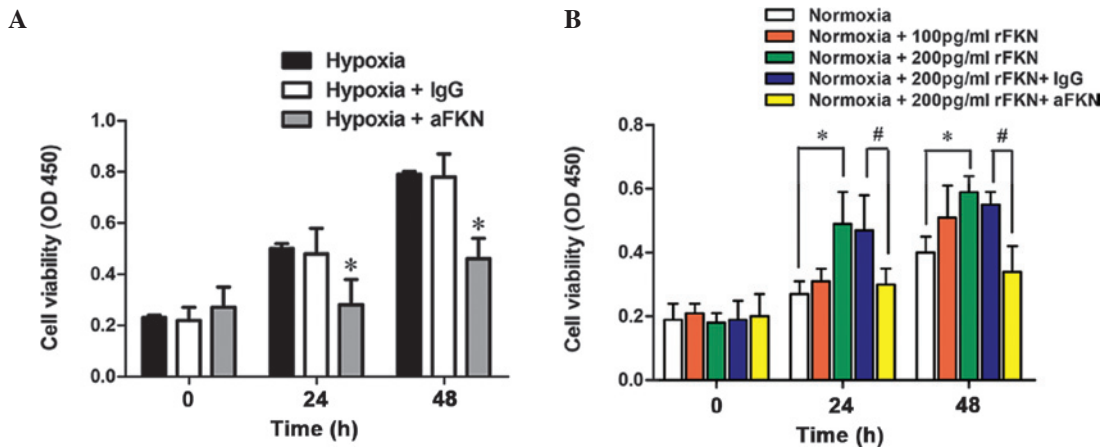 A
Hypoxia
Hypoxia + IgG
Hypoxia + aFKN
Cell viability (OD 450)
1.0
0.8
0.6
0.4
0.2
0.0
*
*
0
24
48
Time (h)
B
Normoxia
Normoxia + 100pg/ml rFKN
Normoxia + 200pg/ml rFKN
Normoxia + 200pg/ml rFKN+ IgG
Normoxia + 200pg/ml rFKN+ aFKN
Cell viability (OD 450)
0.8
0.6
0.4
0.2
0.0
*
#
*
#
0
24
48
Time (h)